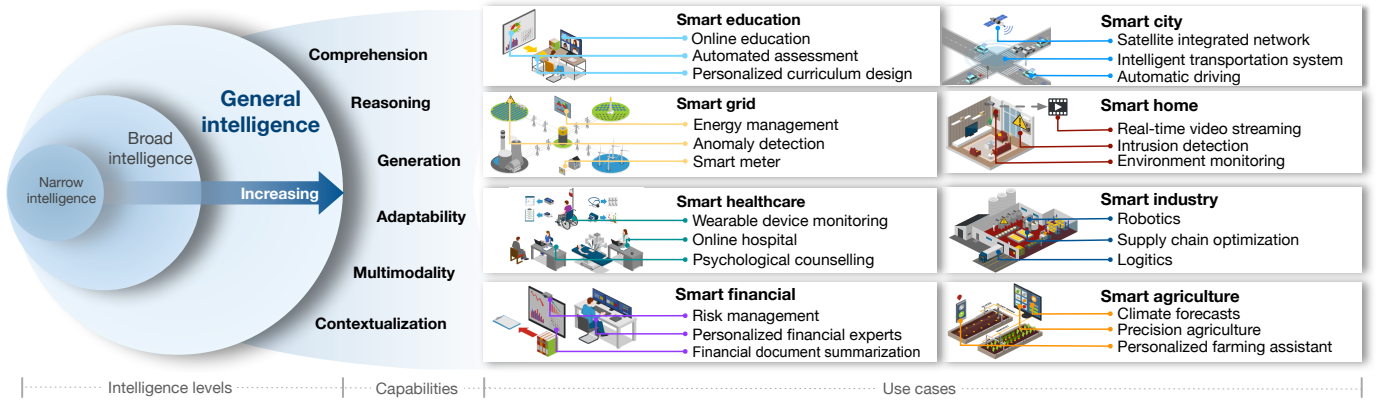 Narrow
intelligence
Broad
intelligence
General
intelligence
Increasing
Comprehension
Reasoning
Generation
Adaptability
Multimodality
Contextualization
Smart education
Online education
Automated assessment
Personalized curriculum design
Smart city
Satellite integrated network
Intelligent transportation system
Automatic driving
Smart grid
Energy management
Anomaly detection
Smart meter
Smart home
Real-time video streaming
Intrusion detection
Environment monitoring
Smart healthcare
Wearable device monitoring
Online hospital
Psychological counselling
Smart industry
Robotics
Supply chain optimization
Logitics
Smart financial
Risk management
Personalized financial experts
Financial document summarization
Smart agriculture
Climate forecasts
Precision agriculture
Personalized farming assistant
Intelligence levels
Capabilities
Use cases